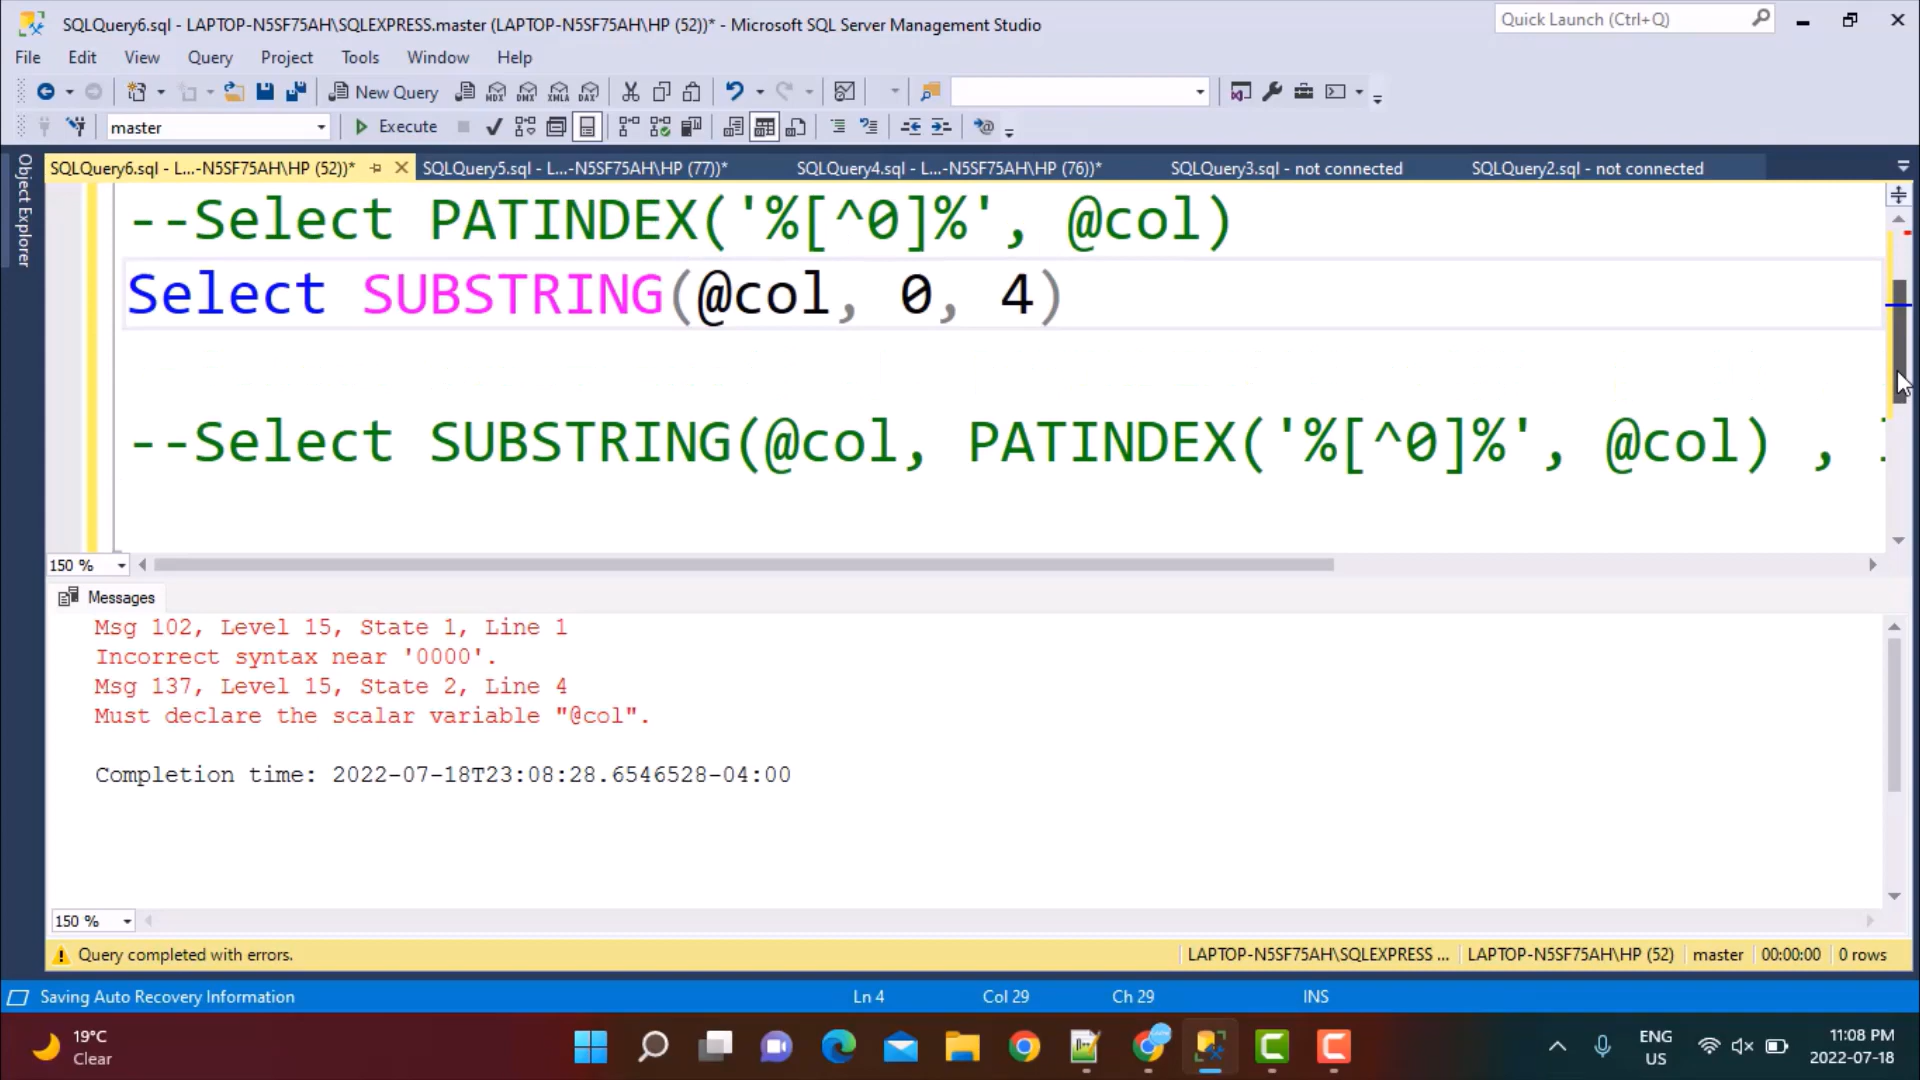 SQLQuery6.sql - LAPTOP-N5SF75AH\SQLEXPRESS.master (LAPTOP-N5SF75AH\HP (52))* - Microsoft SQL Server Management Studio
Quick Launch (Ctrl+Q)
File Edit View Query Project Tools Window Help
New Query MDX DMX XMLA DAX
master Execute
Object Explorer
SQLQuery6.sql - L...-N5SF75AH\HP (52))* SQLQuery5.sql - L...-N5SF75AH\HP (77))* SQLQuery4.sql - L...-N5SF75AH\HP (76))* SQLQuery3.sql - not connected SQLQuery2.sql - not connected
--Select PATINDEX('%[^0]%', @col)
Select SUBSTRING(@col, 0, 4)
--Select SUBSTRING(@col, PATINDEX('%[^0]%', @col) ,
150 %
Messages
Msg 102, Level 15, State 1, Line 1
Incorrect syntax near '0000'.
Msg 137, Level 15, State 2, Line 4
Must declare the scalar variable "@col".
Completion time: 2022-07-18T23:08:28.6546528-04:00
150 %
Query completed with errors. LAPTOP-N5SF75AH\SQLEXPRESS ... LAPTOP-N5SF75AH\HP (52) master 00:00:00 0 rows
Saving Auto Recovery Information Ln 4 Col 29 Ch 29 INS
19°C
Clear
ENG
US
11:08 PM
2022-07-18